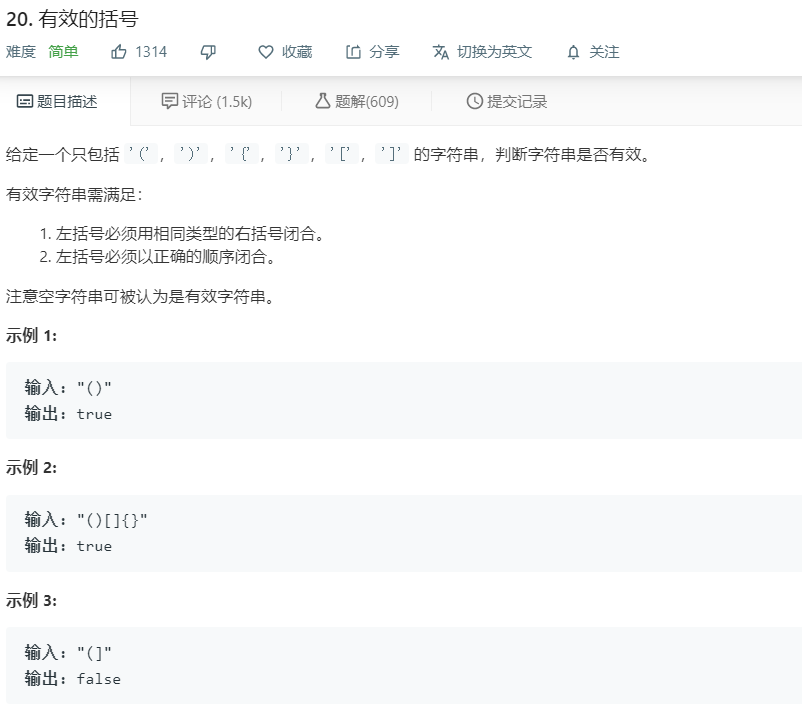 20. 有效的括号
难度 简单 1314 收藏 分享 切换为英文 关注
题目描述 评论 (1.5k) 题解(609) 提交记录
给定一个只包括 '('，')'，'{'，'}'，'['，']' 的字符串，判断字符串是否有效。
有效字符串需满足：
1. 左括号必须用相同类型的右括号闭合。
2. 左括号必须以正确的顺序闭合。
注意空字符串可被认为是有效字符串。
示例 1:
输入: "()"
输出: true
示例 2:
输入: "()[]{}"
输出: true
示例 3:
输入: "(]"
输出: false